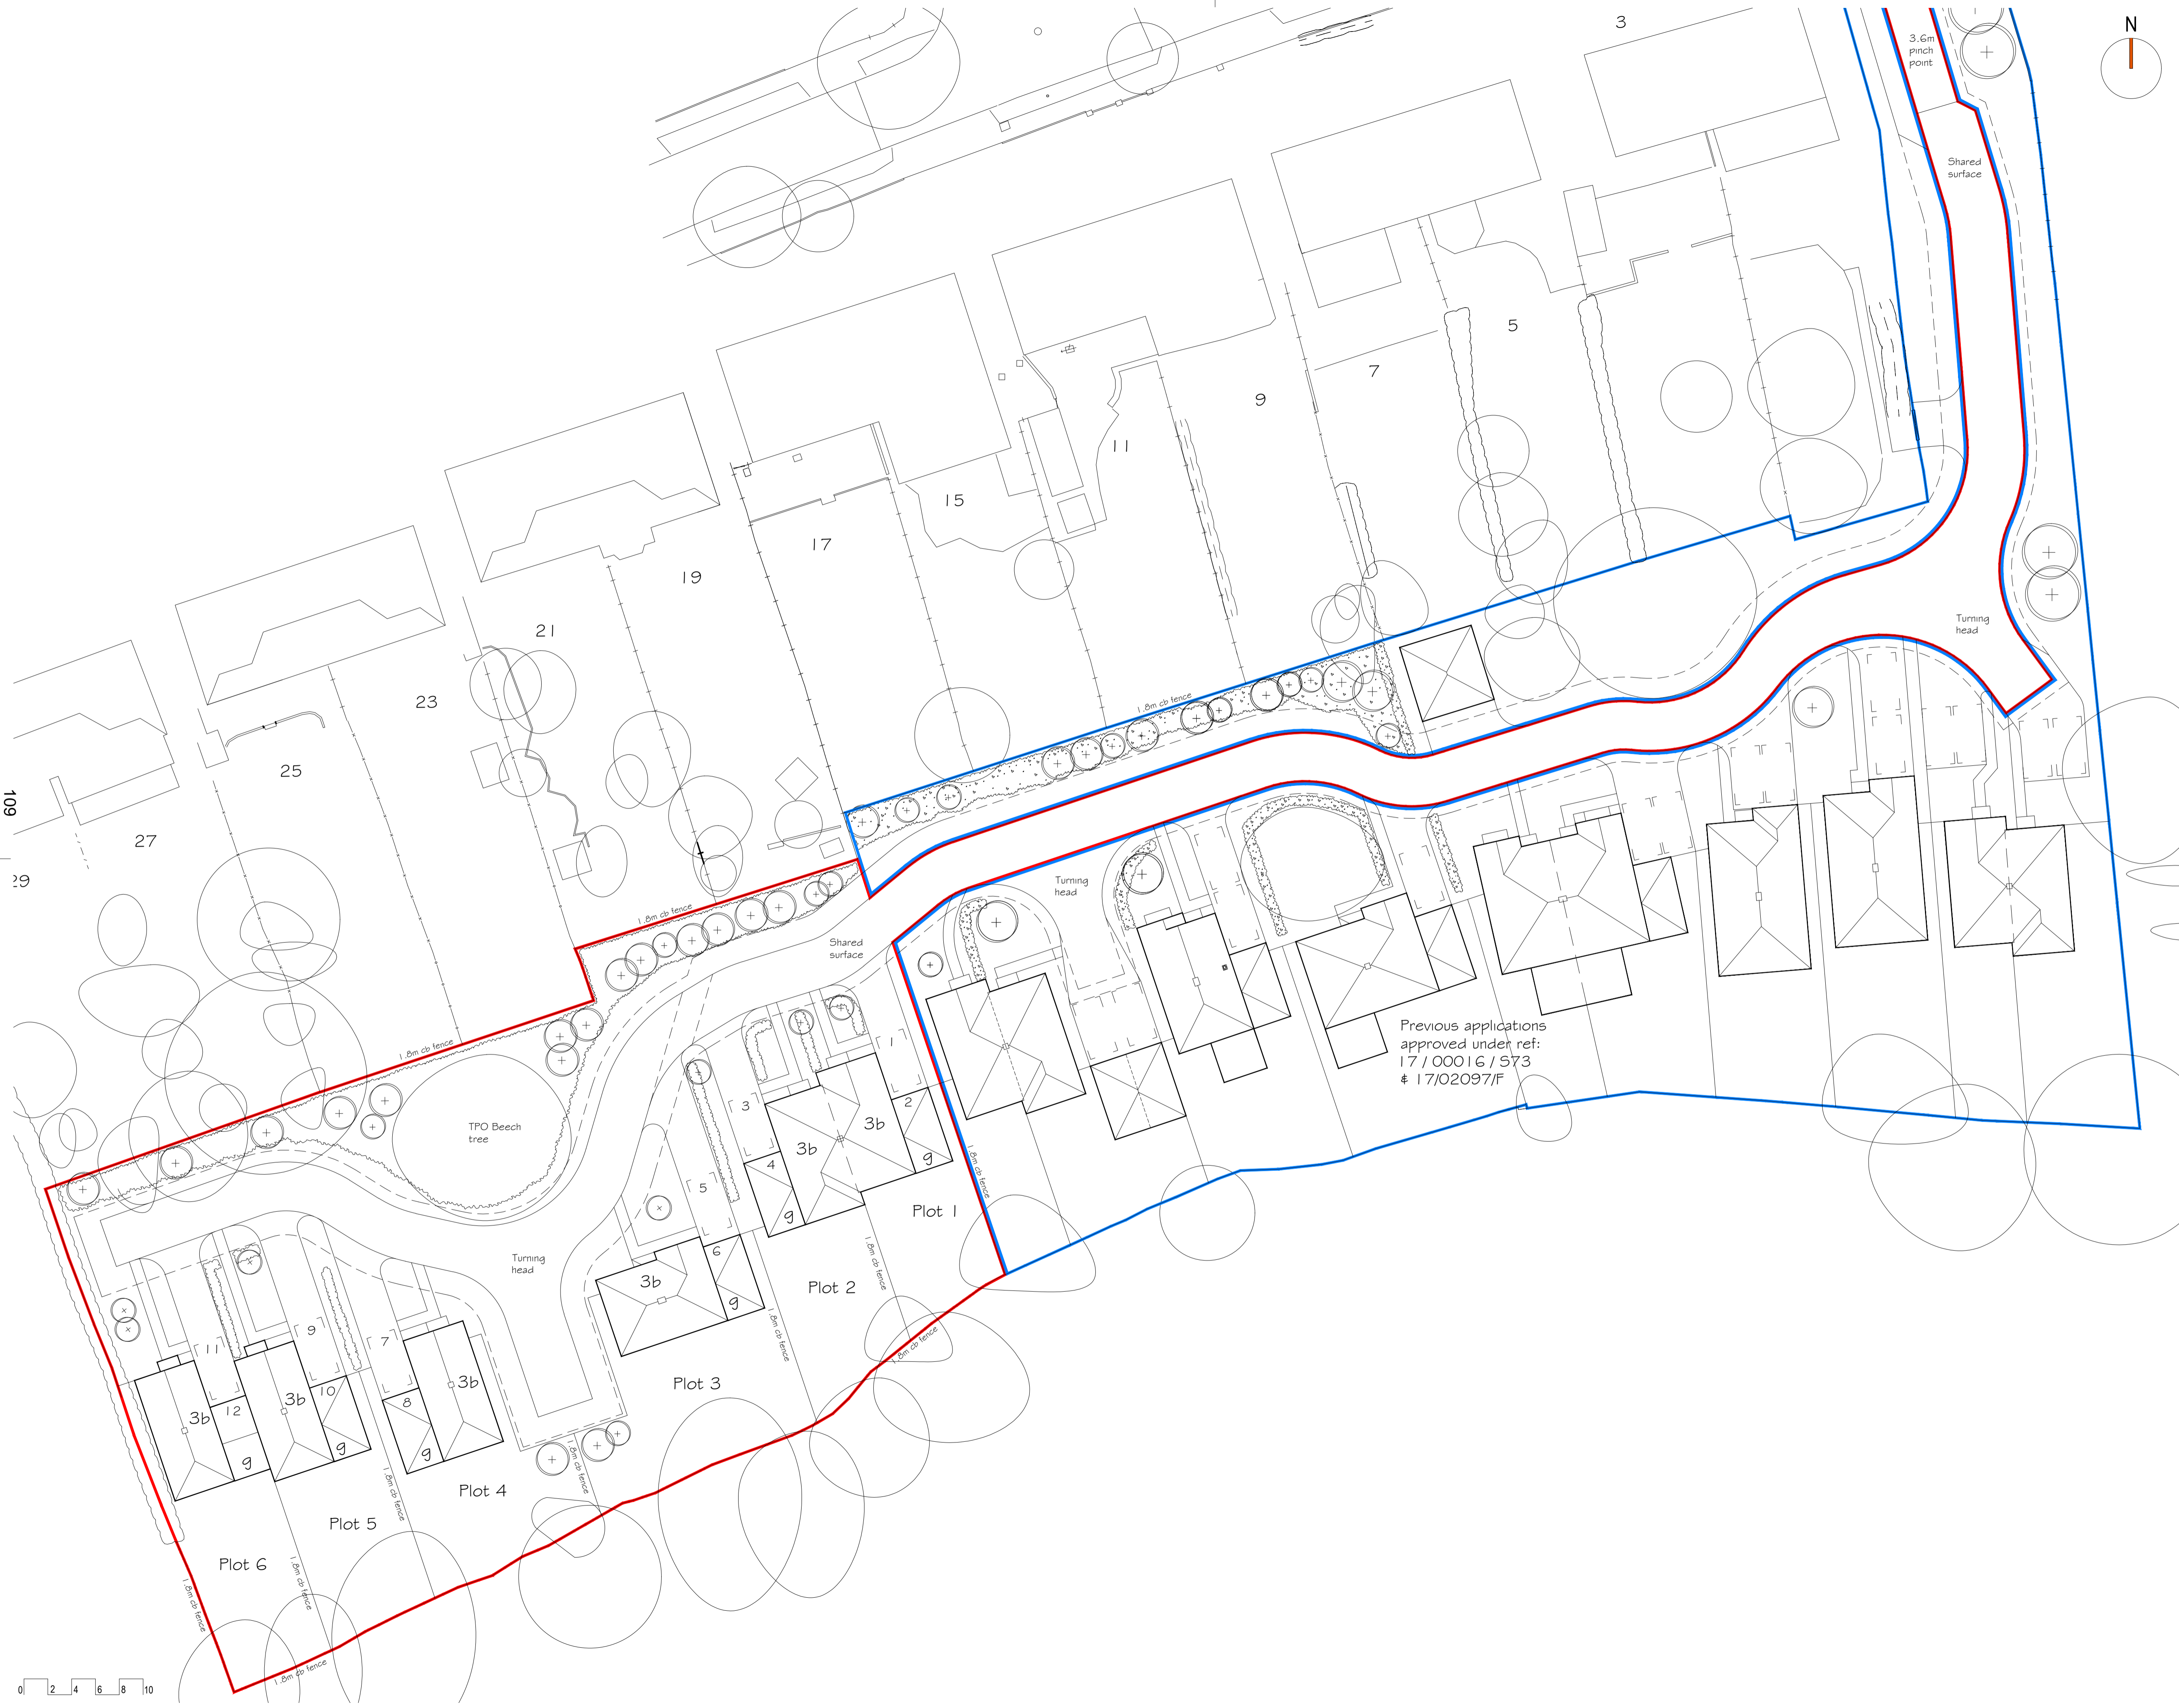 3
N
3.6m
pinch
point
Shared
surface
5
7
9
11
15
17
19
21
23
25
27
29
109
1.8m cb fence
Turning
head
1.8m cb fence
Turning
head
Shared
surface
1.8m cb fence
Previous applications
approved under ref:
17 / 00016 / S73
& 17/02097/F
TPO Beech
tree
1
2
3
3b
3b
4
g
g
1.8m cb fence
Plot 1
5
6
3b
g
Turning
head
Plot 2
1.8m cb fence
1.8m cb fence
1.8m cb fence
Plot 3
7
8
3b
g
9
10
3b
g
11
12
3b
g
1.8m cb fence
Plot 4
1.8m cb fence
Plot 5
Plot 6
1.8m cb fence
1.8m cb fence
1.8m cb fence
0 2 4 6 8 10